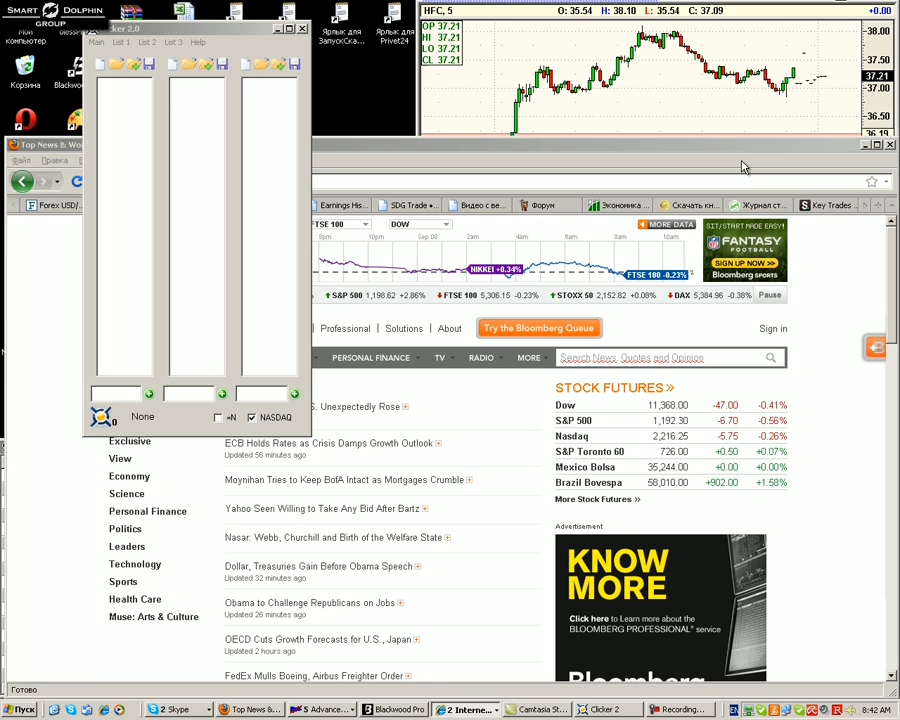 SMART DOLPHIN
GROUP
Мой
компьютер
Ярлык для
ЗапускСка...
Ярлык для
Privet24
Корзина
Blackwoo
cker 2.0
Main List 1 List 2 List 3 Help
None
=N
NASDAQ
HFC, 5 O: 35.54 H: 38.10 L: 35.54 O: 37.09 +0.00
OP 37.21
HI 37.21
LO 37.21
CL 37.21
38.00
37.21
37.00
36.50
36.19
Top News & Wo
Файл Правка
Forex USD/...
Earnings His...
SDG Trade •...
Видео с ве...
Форум
Экономика ...
Скачать кн...
Журнал ст...
Key Trades ...
FTSE 100
DOW
MORE DATA
8pm 10pm Sep 08 2am 4am 6am 8am 10am
NIKKEI +0.34%
FTSE 100 -0.23%
SIT/START MADE EASY!
NFL
FANTASY
FOOTBALL
SIGN UP NOW >>
Bloomberg SPORTS
S&P 500 1,198.62 +2.86% FTSE 100 5,306.15 -0.23% STOXX 50 2,152.82 +0.08% DAX 5,384.96 -0.38% Pause
Professional | Solutions | About
Try the Bloomberg Queue
Sign in
PERSONAL FINANCE TV RADIO MORE
Search News, Quotes and Opinion
S. Unexpectedly Rose
ECB Holds Rates as Crisis Damps Growth Outlook
Updated 56 minutes ago
Moynihan Tries to Keep BofA Intact as Mortgages Crumble
Yahoo Seen Willing to Take Any Bid After Bartz
Nasar: Webb, Churchill and Birth of the Welfare State
Dollar, Treasuries Gain Before Obama Speech
Updated 32 minutes ago
Obama to Challenge Republicans on Jobs
Updated 26 minutes ago
OECD Cuts Growth Forecasts for U.S., Japan
Updated 2 hours ago
FedEx Mulls Boeing, Airbus Freighter Order
Exclusive
View
Economy
Science
Personal Finance
Politics
Leaders
Technology
Sports
Health Care
Muse: Arts & Culture
STOCK FUTURES »
Dow 11,368.00 -47.00 -0.41%
S&P 500 1,192.30 -6.70 -0.56%
Nasdaq 2,216.25 -5.75 -0.26%
S&P Toronto 60 726.00 +0.50 +0.07%
Mexico Bolsa 35,244.00 +0.00 +0.00%
Brazil Bovespa 58,010.00 +902.00 +1.58%
More Stock Futures »
Advertisement
KNOW
MORE
Click here to Learn more about the
BLOOMBERG PROFESSIONAL® service
Bloomberg
Готово
Пуск
2 Skype
Top News &...
5 Advance...
Blackwood Pro
2 Interne...
Camtasia St...
Clicker 2
Recording...
EN
8:42 AM